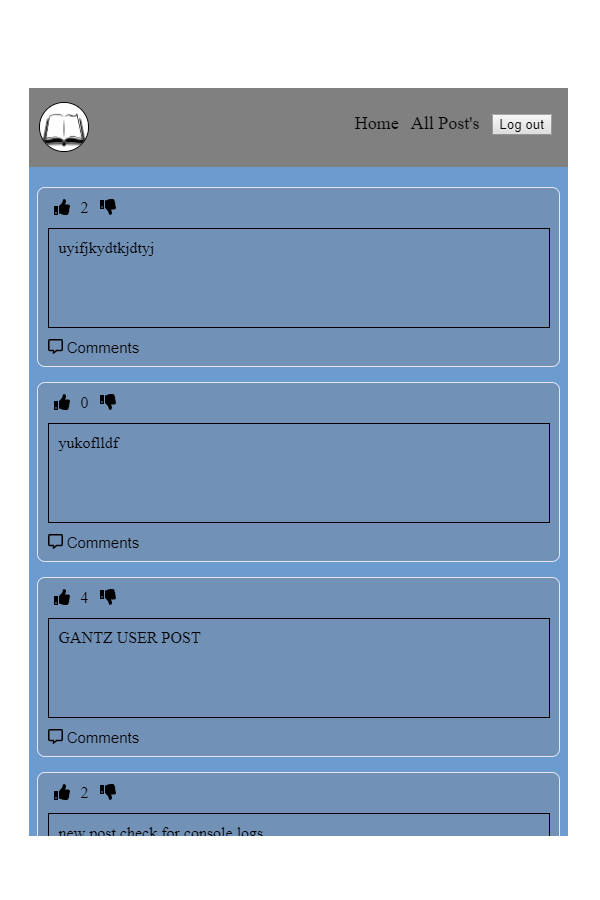 Home All Post's Log out
2
uyifjkydtkjdtyj
Comments
0
yukoflldf
Comments
4
GANTZ USER POST
Comments
2
new post check for console logs